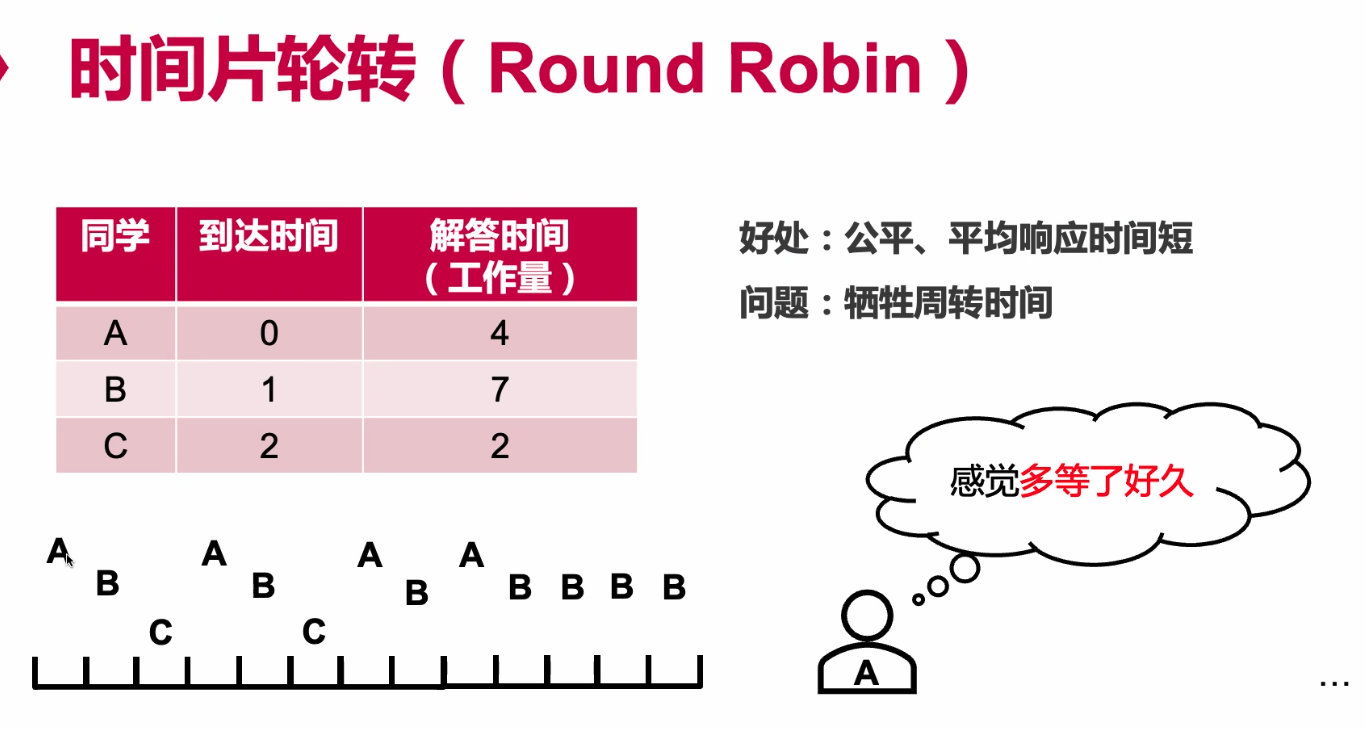 时间片轮转（Round Robin）
同学 到达时间 解答时间
（工作量）
A 0 4
B 1 7
C 2 2
好处：公平、平均响应时间短
问题：牺牲周转时间
感觉多等了好久
A A A A
B B B B B B B
C C
A
...